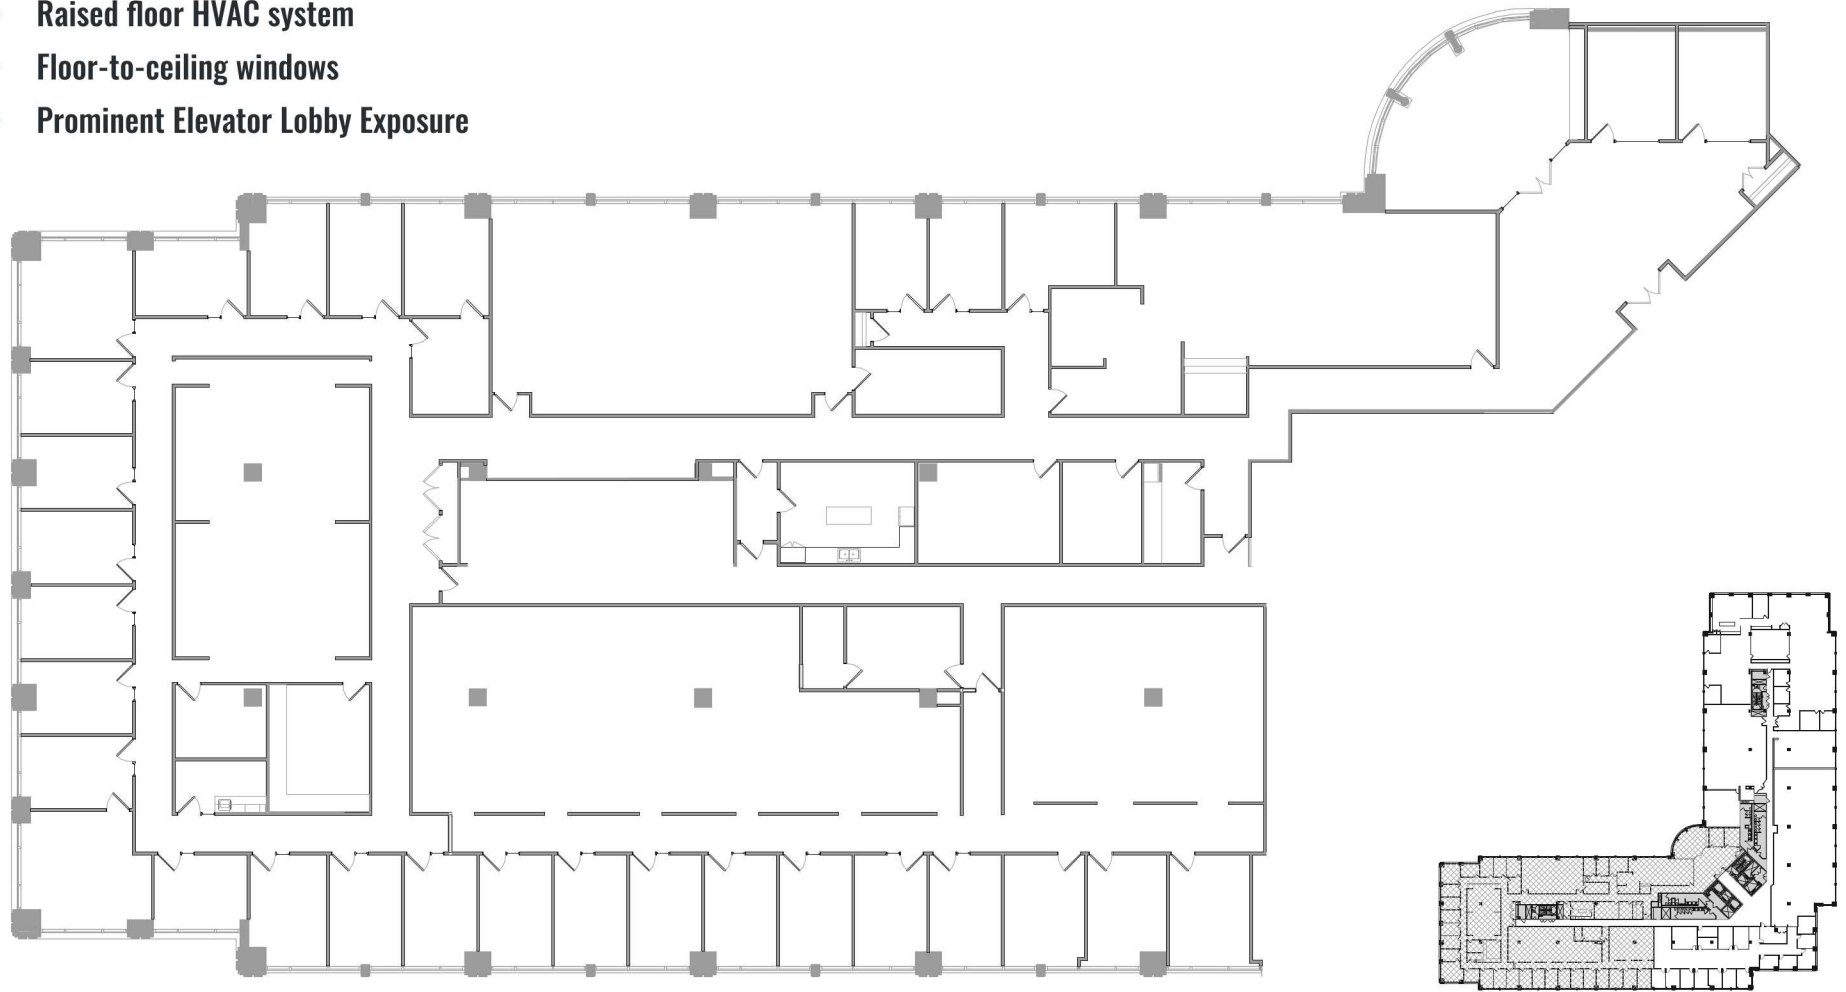 Raised floor HVAC system
Floor-to-ceiling windows
Prominent Elevator Lobby Exposure